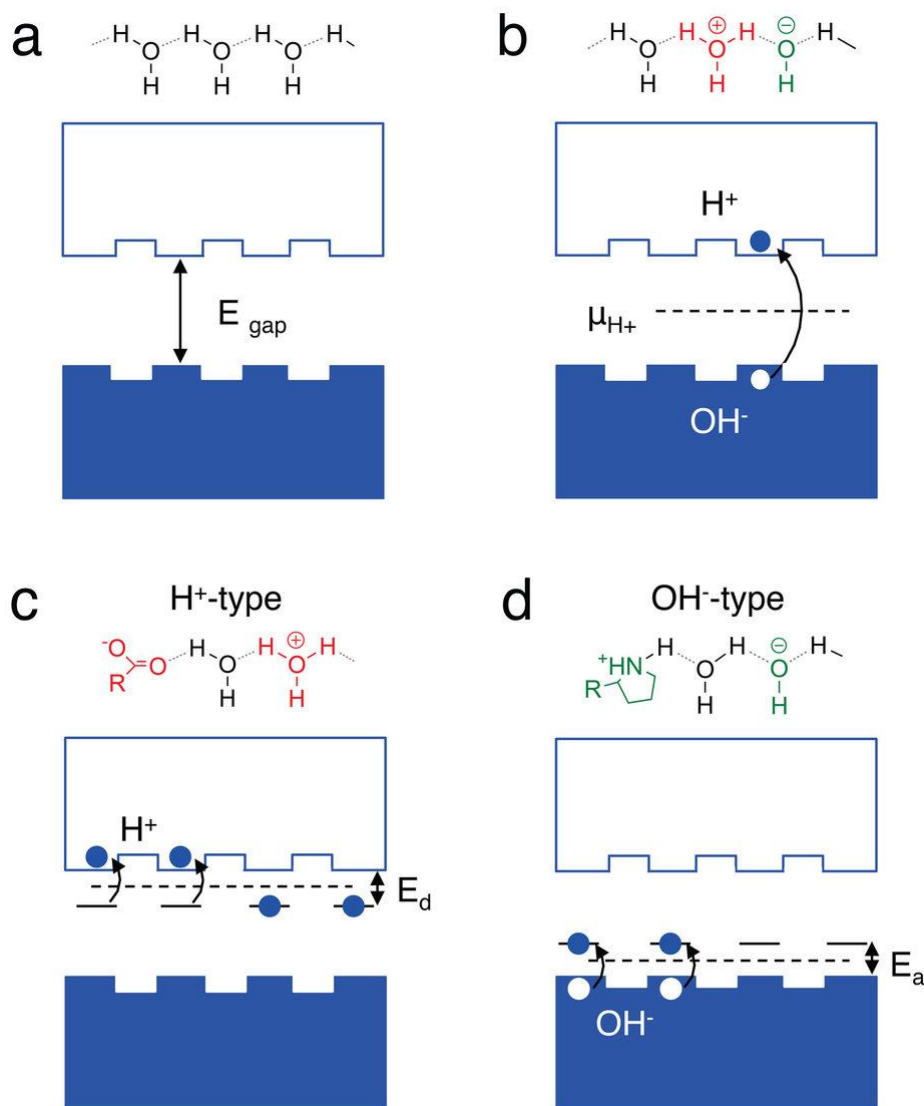 a
H O H O H O H
H H H
E gap
b
H O H ⊕ O H O ⊖ H
H H H
H⁺
μH+
OH⁻
c
H⁺-type
⁻O O H O H ⊕ O H
R H H
H⁺
Ed
d
OH⁻-type
⁺HN H O H O ⊖ H
R H H
Ea
OH⁻